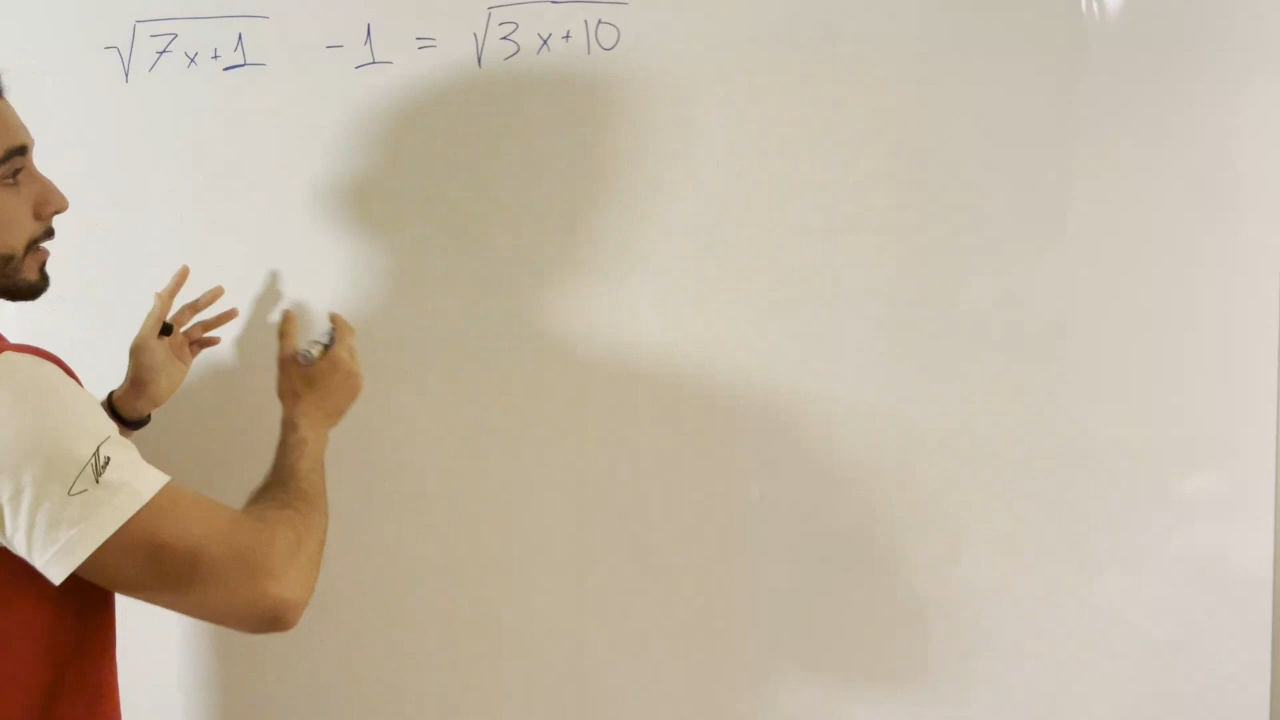 √(7x+1) -1 = √(3x+10)